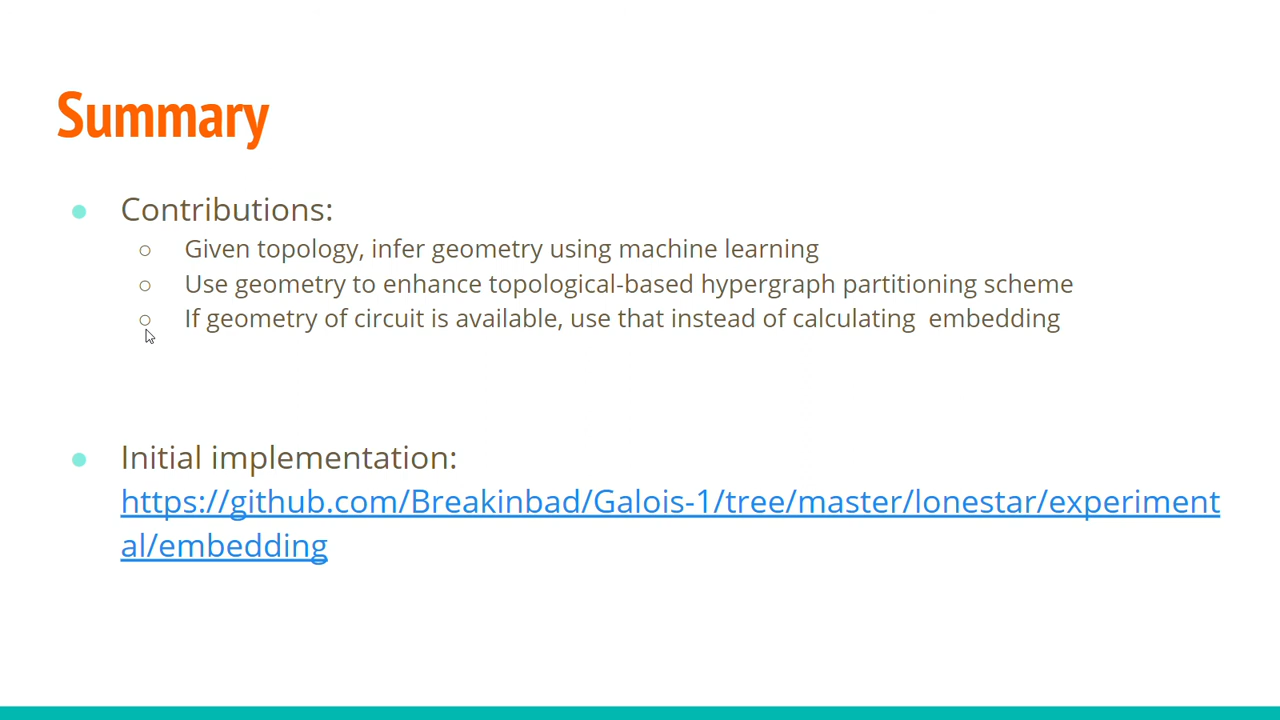 Summary
Contributions:
Given topology, infer geometry using machine learning
Use geometry to enhance topological-based hypergraph partitioning scheme
If geometry of circuit is available, use that instead of calculating  embedding
Initial implementation:
https://github.com/Breakinbad/Galois-1/tree/master/lonestar/experiment
al/embedding